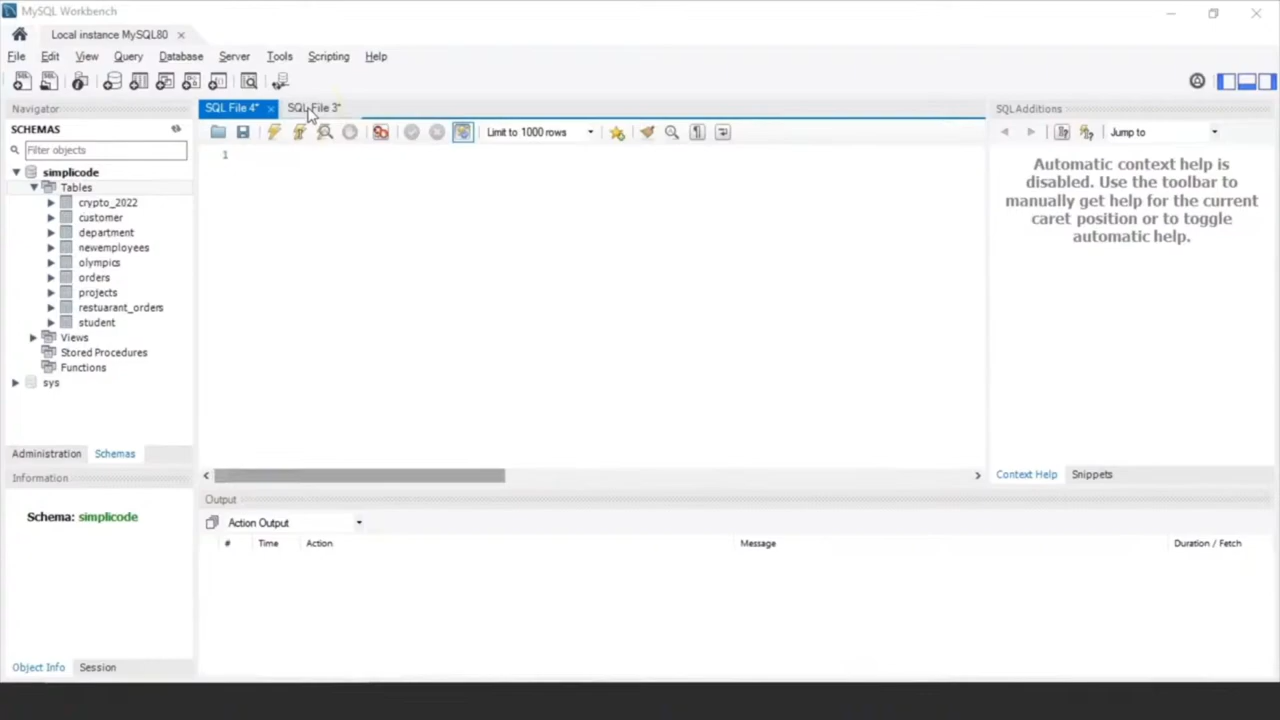 MySQL Workbench
Local instance MySQL80
File Edit View Query Database Server Tools Scripting Help
Navigator
SCHEMAS
Filter objects
simplicode
Tables
crypto_2022
customer
department
newemployees
olympics
orders
projects
restuarant_orders
student
Views
Stored Procedures
Functions
sys
Administration Schemas
Information
Schema: simplicode
Object Info Session
SQL File 4* SQL File 3*
Limit to 1000 rows
1
Output
Action Output
# Time Action Message Duration / Fetch
SQLAdditions
Jump to
Automatic context help is
disabled. Use the toolbar to
manually get help for the current
caret position or to toggle
automatic help.
Context Help Snippets